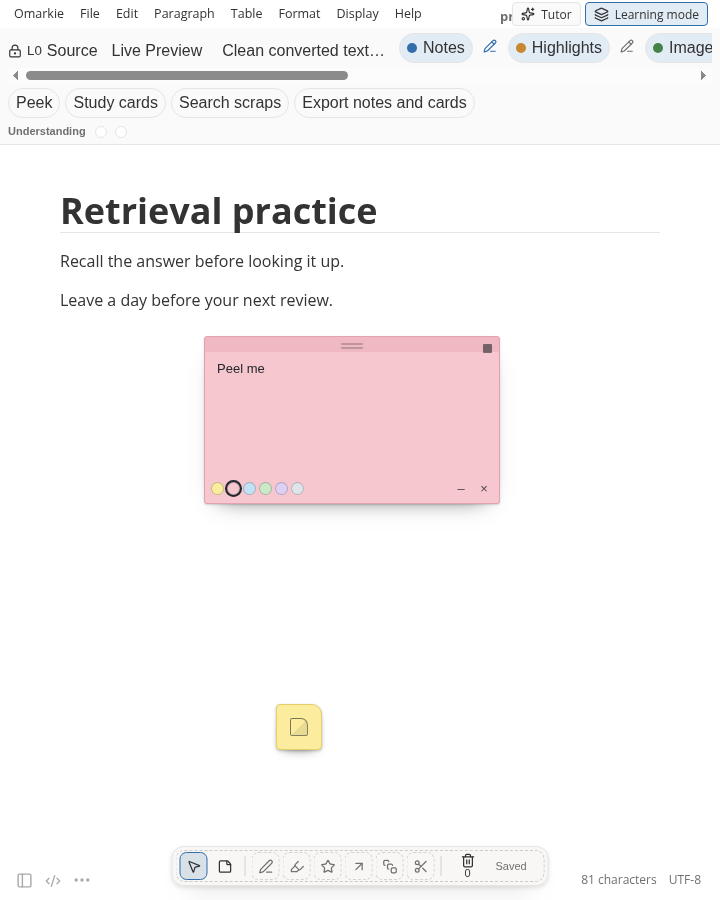 Omarkie File Edit Paragraph Table Format Display Help Tutor Learning mode
L0 Source Live Preview Clean converted text… Notes Highlights Image
Peek Study cards Search scraps Export notes and cards
Understanding
Retrieval practice
Recall the answer before looking it up.
Leave a day before your next review.
Peel me
– ×
0 Saved
81 characters UTF-8